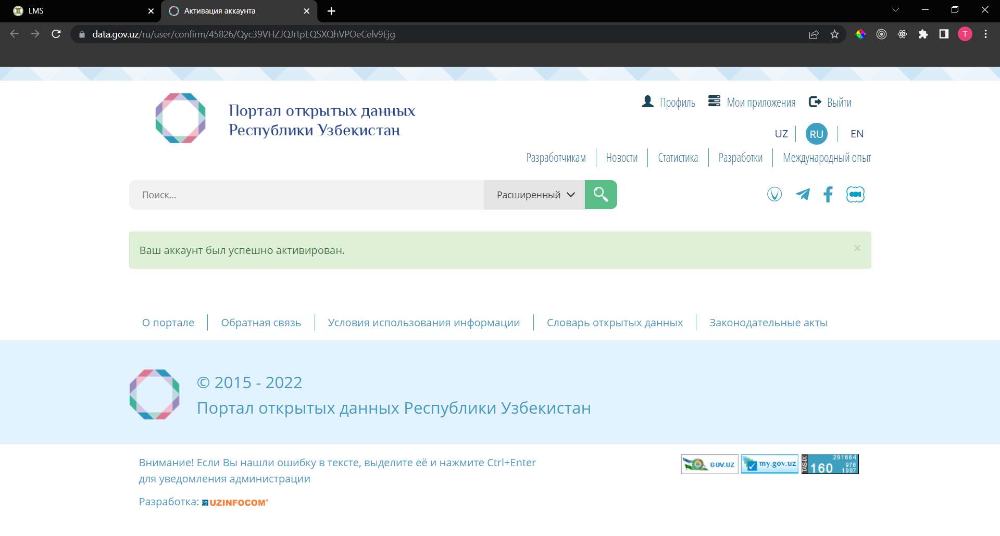 LMS
Активация аккаунта
data.gov.uz/ru/user/confirm/45826/Qyc39VHZJQJrtpEQSXQhVPOeCelv9Ejg
T
Портал открытых данных
Республики Узбекистан
Профиль
Мои приложения
Выйти
UZ
RU
EN
Разработчикам
Новости
Статистика
Разработки
Международный опыт
Поиск...
Расширенный
ODI
Ваш аккаунт был успешно активирован.
×
О портале
Обратная связь
Условия использования информации
Словарь открытых данных
Законодательные акты
© 2015 - 2022
Портал открытых данных Республики Узбекистан
Внимание! Если Вы нашли ошибку в тексте, выделите её и нажмите Ctrl+Enter
для уведомления администрации
GOV.UZ
my.gov.uz
TAS-IX
291664
160
976
1997
Разработка: UZINFOCOM